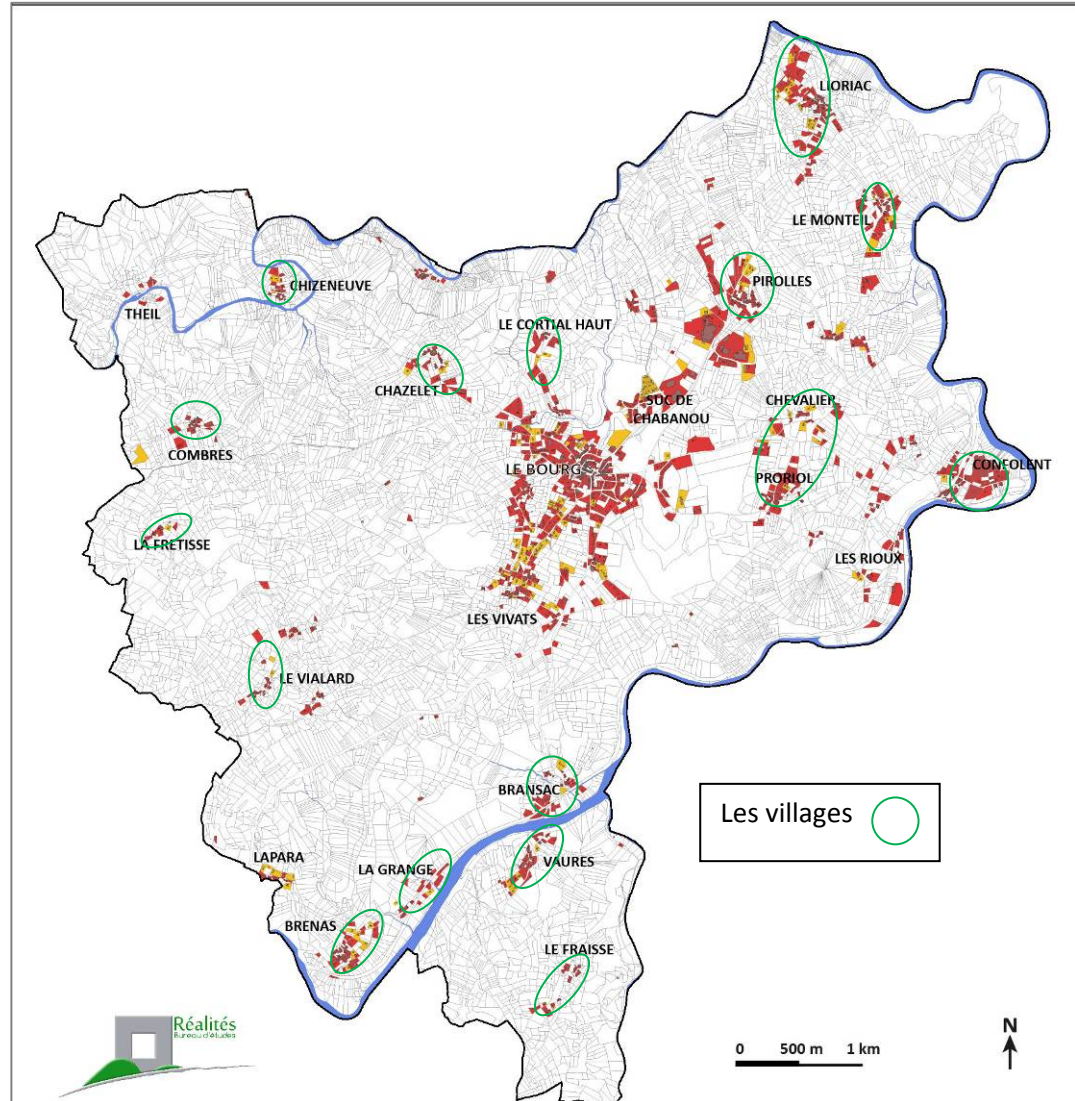 LIORIAC
LE MONTEIL
PIROLLES
CHIZENEUVE
THEIL
LE CORTIAL HAUT
CHAZELET
SUC DE
CHABANOU
CHEVALIER
COMBRES
LE BOURG
PRORIOL
CONFOLENT
LA FRETISSE
LES RIOUX
LES VIVATS
LE VIALARD
BRANSAC
Les villages
VAURES
LAPARA
LA GRANGE
BRENAS
LE FRAISSE
Réalités
Bureau d'études
0 500 m 1 km
N